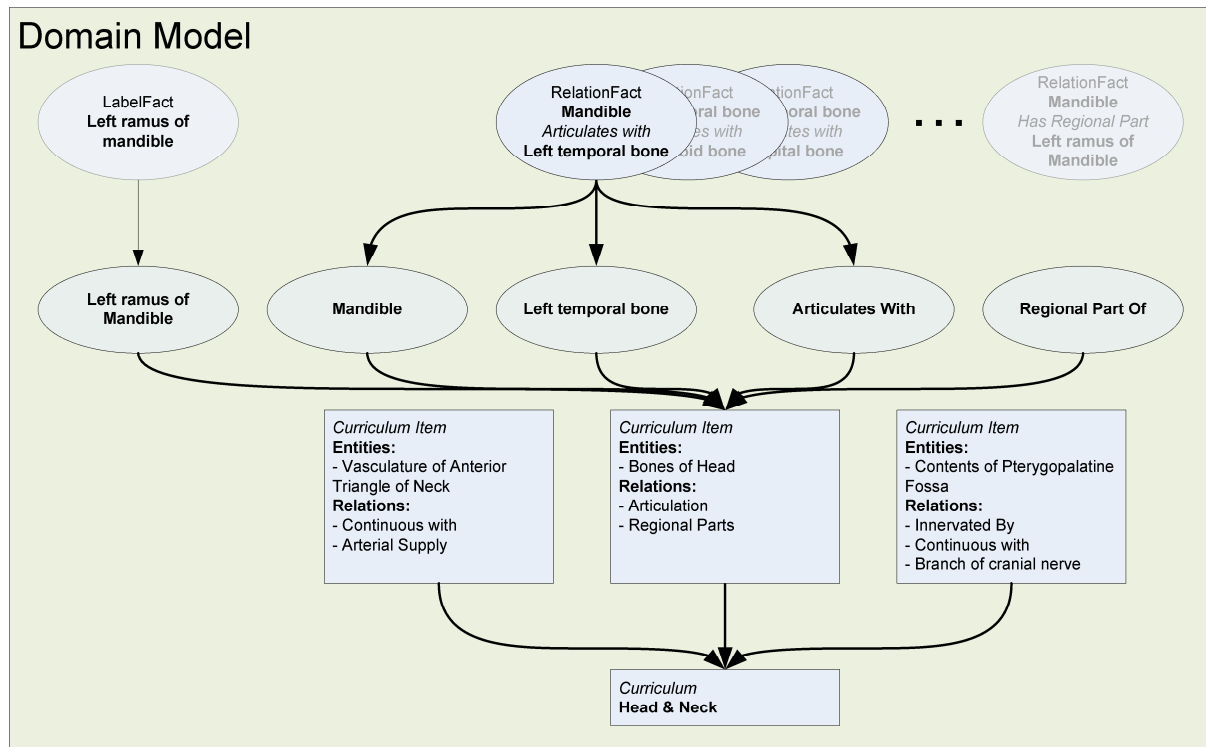 Domain Model
LabelFact
Left ramus of
mandible
RelationFact
Mandible
Articulates with
Left temporal bone
...
RelationFact
Mandible
Has Regional Part
Left ramus of
Mandible
Left ramus of
Mandible
Mandible
Left temporal bone
Articulates With
Regional Part Of
Curriculum Item
Entities:
- Vasculature of Anterior
Triangle of Neck
Relations:
- Continuous with
- Arterial Supply
Curriculum Item
Entities:
- Bones of Head
Relations:
- Articulation
- Regional Parts
Curriculum Item
Entities:
- Contents of Pterygopalatine
Fossa
Relations:
- Innervated By
- Continuous with
- Branch of cranial nerve
Curriculum
Head & Neck